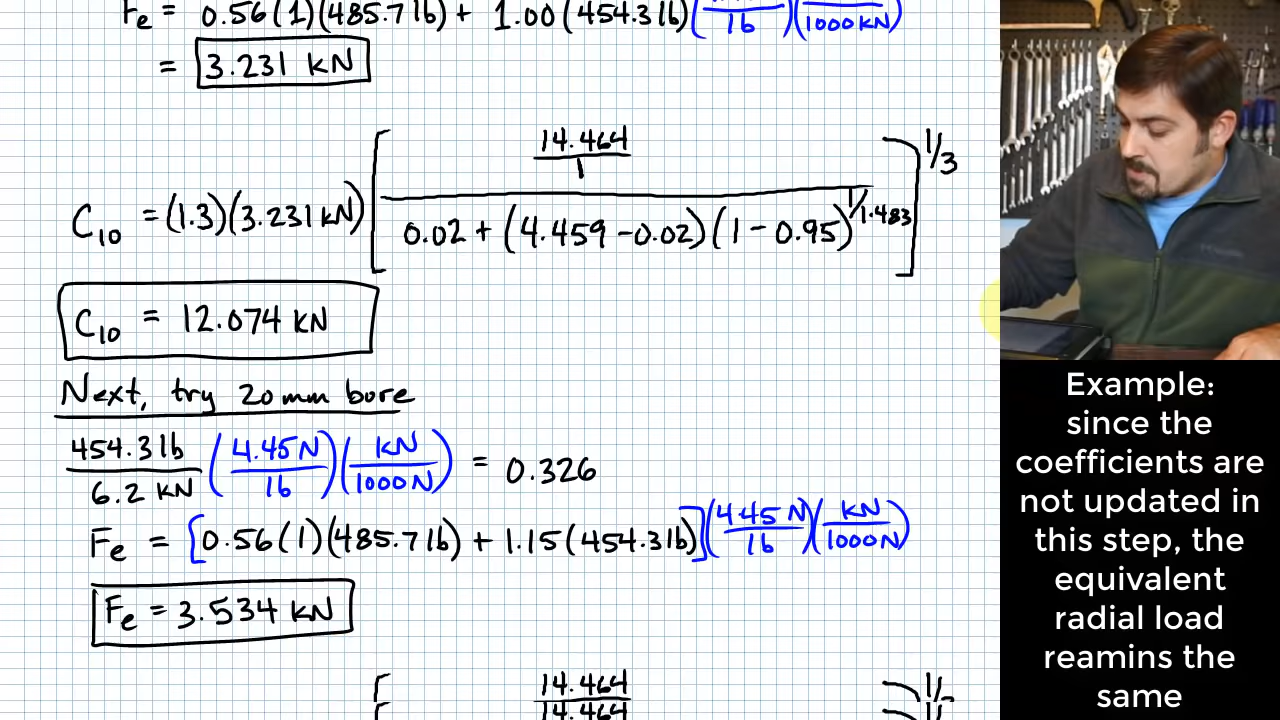 Fe = 0.56(1)(485.7 lb) + 1.00(454.3 lb)( / lb)( / 1000 kN)
= 3.231 kN
C10 = (1.3)(3.231 kN) [ (14.464 / 1) / (0.02 + (4.459 - 0.02)(1 - 0.95)^1/1.483) ]^1/3
C10 = 12.074 kN
Next, try 20 mm bore
454.3 lb / 6.2 kN (4.45 N / lb)(kN / 1000 N) = 0.326
Fe = [0.56(1)(485.7 lb) + 1.15(454.3 lb)](4.45 N / lb)(kN / 1000 N)
Fe = 3.534 kN
14.464
14.464
Example:
since the
coefficients are
not updated in
this step, the
equivalent
radial load
reamins the
same